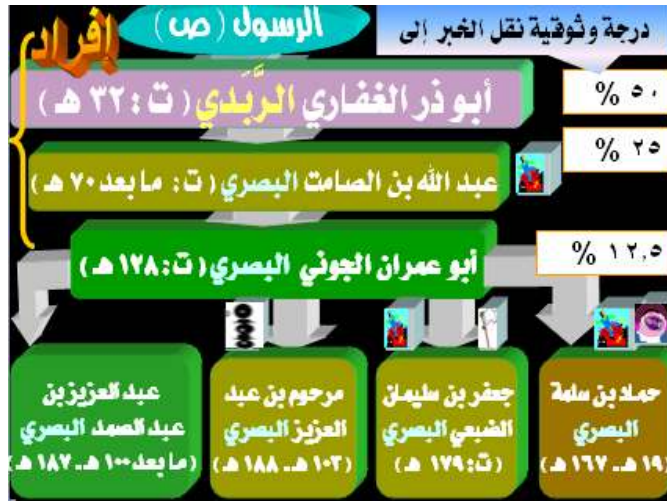 درجة وثوقية نقل الخبر إلى
الرسول (ص)
إفراد
أبو ذر الغفاري الرَّبَذي (ت: ٣٢ هـ)
٥٠ %
عبد الله بن الصامت البصري (ت: ما بعد ٧٠ هـ)
٢٥ %
أبو عمران الجوني البصري (ت: ١٢٨ هـ)
١٢,٥ %
حماد بن سلمة
البصري
١٦٧ هـ)
جعفر بن سليمان
الضبعي البصري
(ت: ١٧٩ هـ)
مرحوم بن عبد
العزيز البصري
(١٠٣ هـ ـ ١٨٨ هـ)
عبد العزيز بن
عبد الصمد البصري
(ما بعد ١٠٠ هـ ـ ١٨٧ هـ)